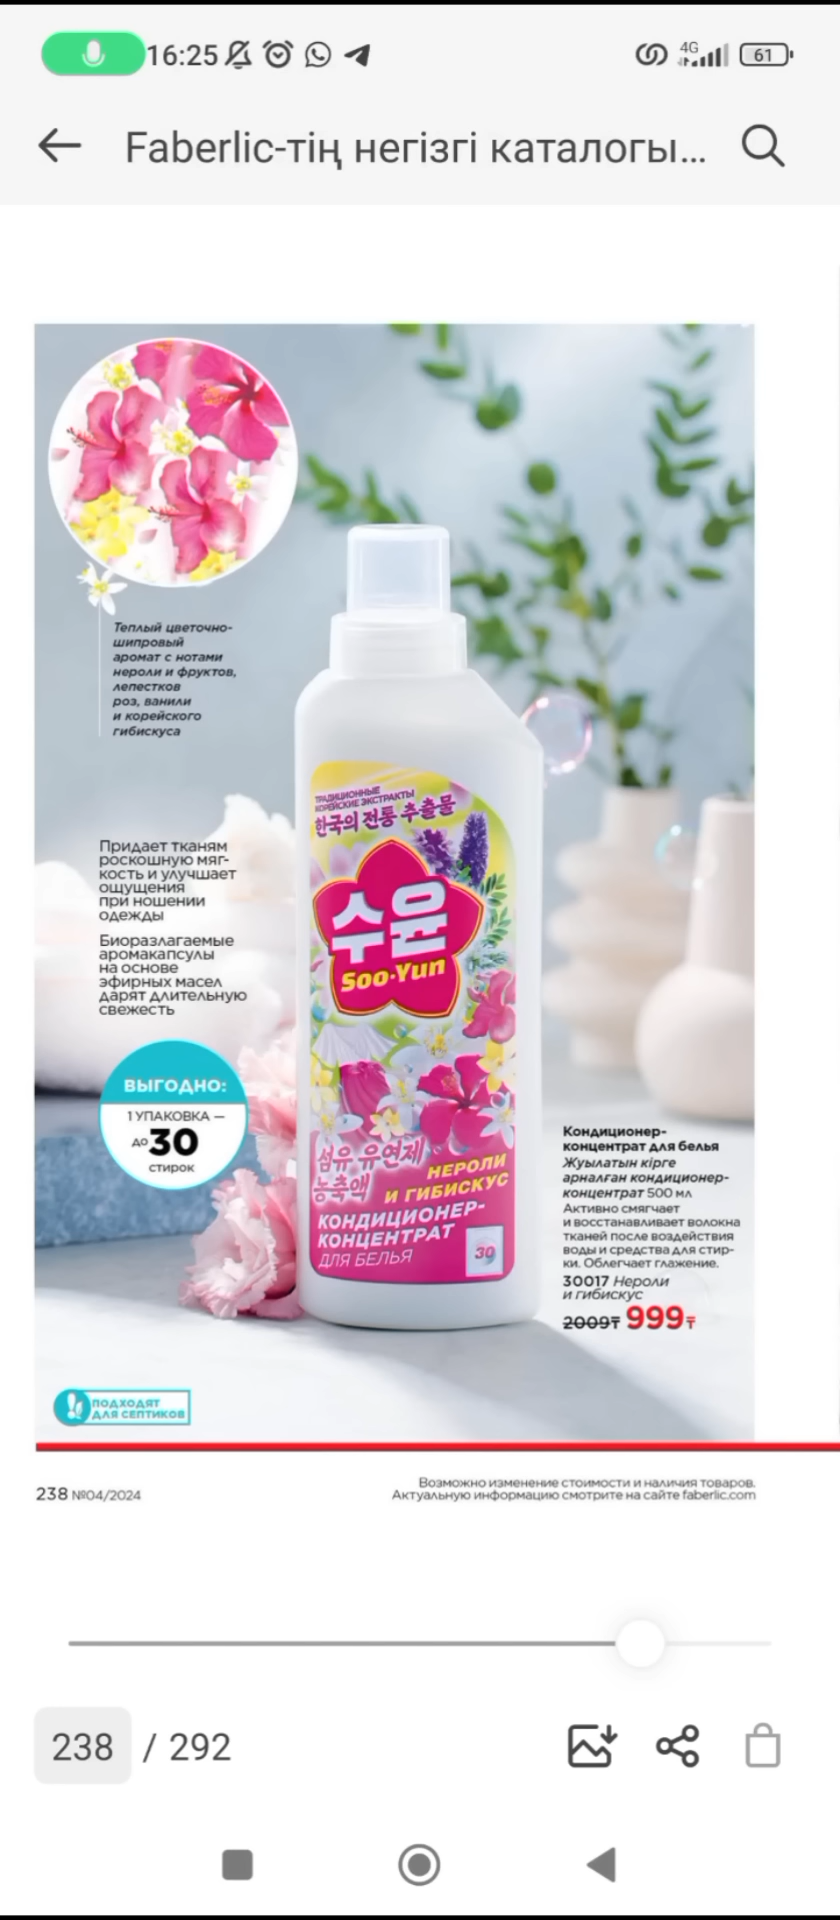 16:25
4G
61
Faberlic-тің негізгі каталогы...
Теплый цветочно-
шипровый
аромат с нотами
нероли и фруктов,
лепестков
роз, ванили
и корейского
гибискуса
Придает тканям
роскошную мяг-
кость и улучшает
ощущения
при ношении
одежды
Биоразлагаемые
аромакапсулы
на основе
эфирных масел
дарят длительную
свежесть
ВЫГОДНО:
1 УПАКОВКА —
до 30
стирок
ТРАДИЦИОННЫЕ
КОРЕЙСКИЕ ЭКСТРАКТЫ
한국의 전통 추출물
수윤
Soo-Yun
섬유 유연제
농축액
НЕРОЛИ
И ГИБИСКУС
КОНДИЦИОНЕР-
КОНЦЕНТРАТ
ДЛЯ БЕЛЬЯ
30
Кондиционер-
концентрат для белья
Жуылатын кірге
арналған кондиционер-
концентрат 500 мл
Активно смягчает
и восстанавливает волокна
тканей после воздействия
воды и средства для стир-
ки. Облегчает глажение.
30017 Нероли
и гибискус
2009₸ 999₸
ПОДХОДЯТ
ДЛЯ СЕПТИКОВ
238 №04/2024
Возможно изменение стоимости и наличия товаров.
Актуальную информацию смотрите на сайте faberlic.com
238 / 292